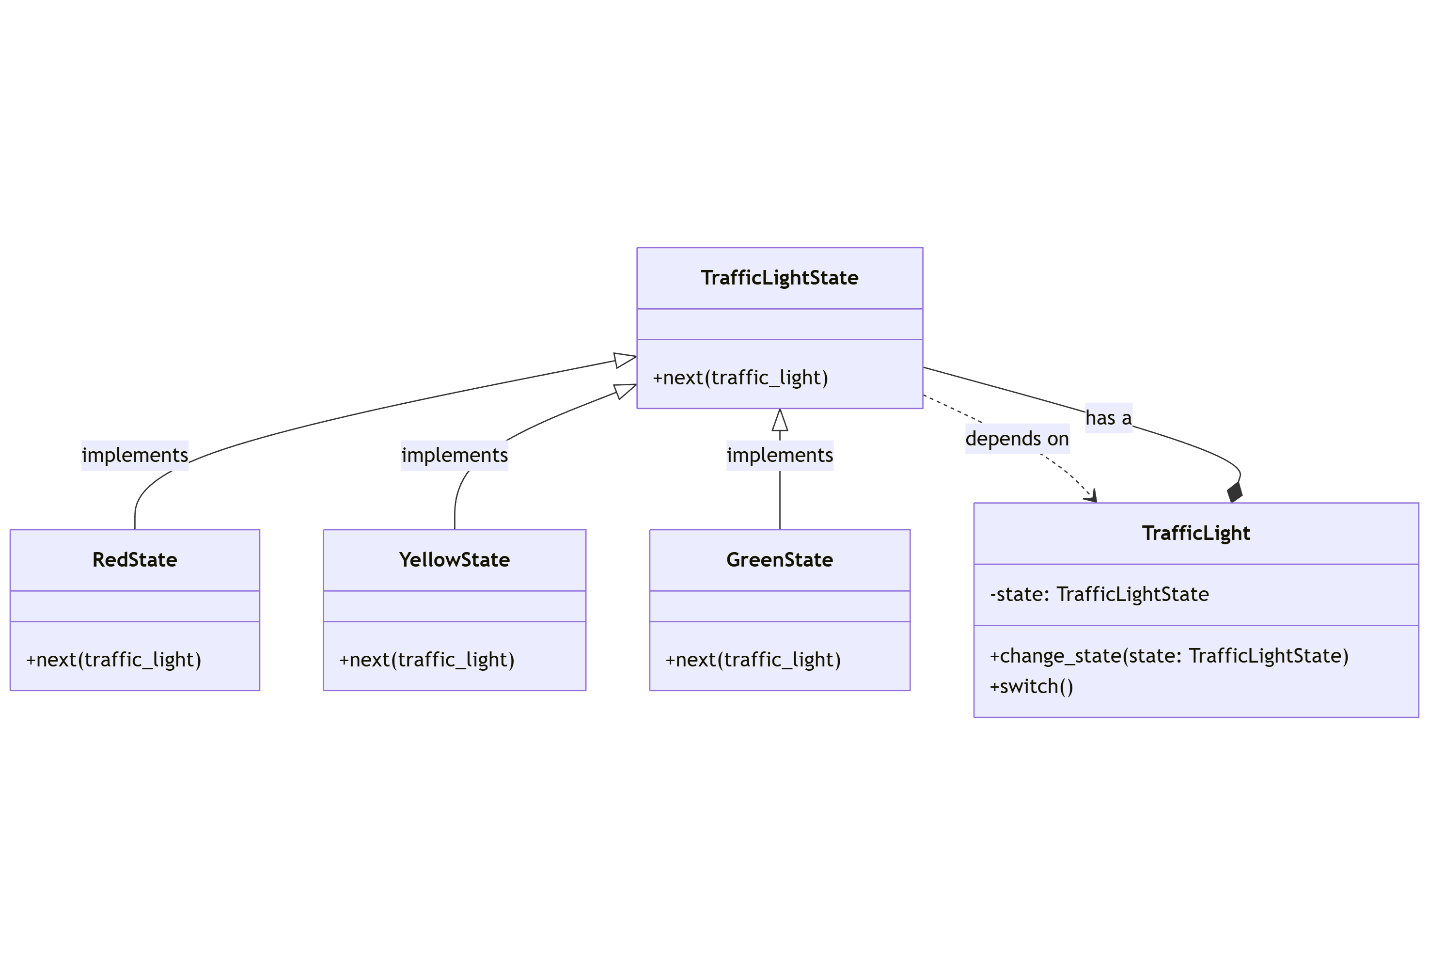 TrafficLightState
+next(traffic_light)
has a
depends on
implements
implements
implements
RedState
+next(traffic_light)
YellowState
+next(traffic_light)
GreenState
+next(traffic_light)
TrafficLight
-state: TrafficLightState
+change_state(state: TrafficLightState)
+switch()